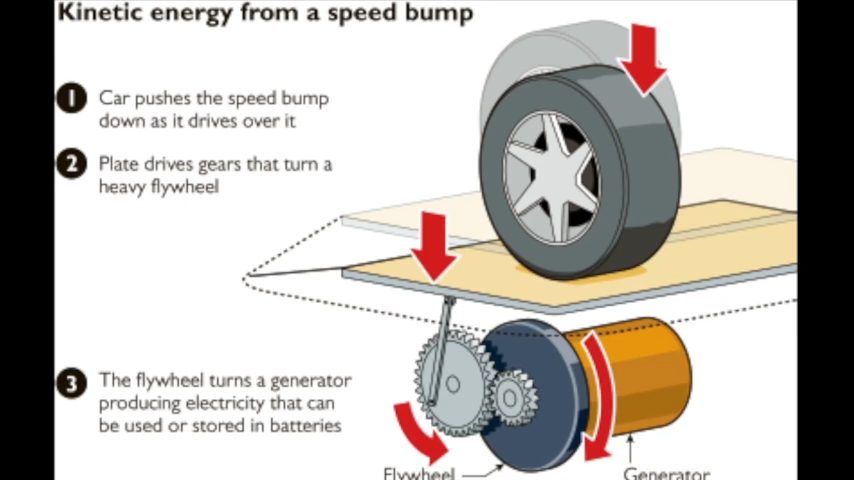 Kinetic energy from a speed bump
1 Car pushes the speed bump
down as it drives over it
2 Plate drives gears that turn a
heavy flywheel
3 The flywheel turns a generator
producing electricity that can
be used or stored in batteries
Flywheel
Generator